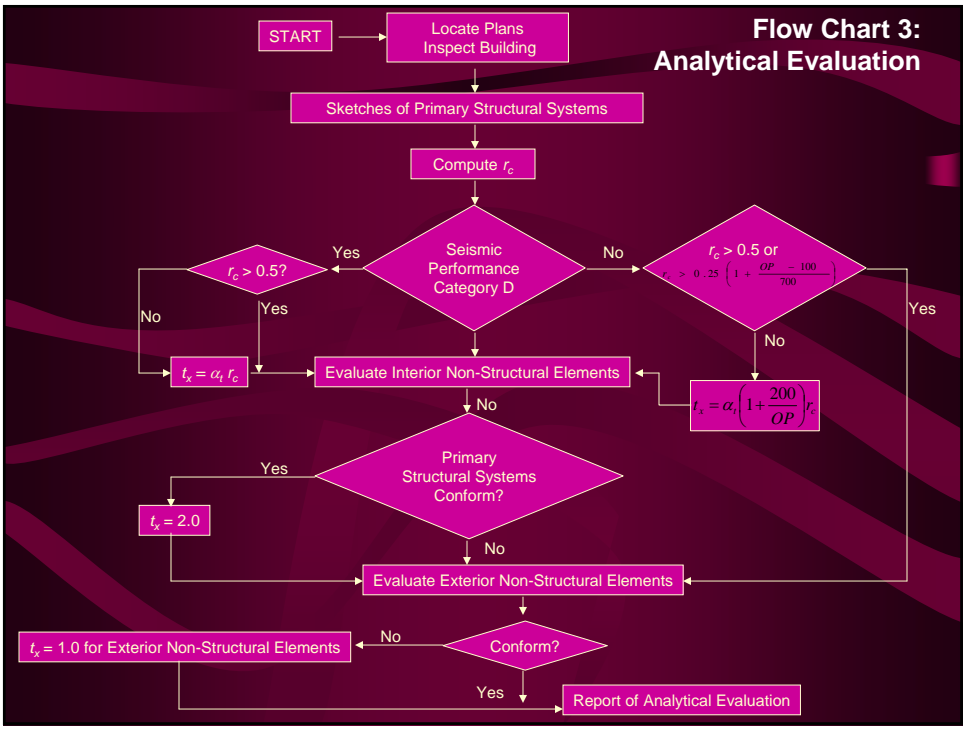 Flow Chart 3:
Analytical Evaluation
START
Locate Plans
Inspect Building
Sketches of Primary Structural Systems
Compute r_c
Seismic
Performance
Category D
Yes
No
r_c > 0.5?
r_c > 0.5 or
r_c > 0.25 (1 + (OP − 100)/700)
No
Yes
Yes
No
t_x = α_t r_c
Evaluate Interior Non-Structural Elements
t_x = α_t (1 + 200/OP) r_c
No
Primary
Structural Systems
Conform?
Yes
t_x = 2.0
No
Evaluate Exterior Non-Structural Elements
Conform?
No
t_x = 1.0 for Exterior Non-Structural Elements
Yes
Report of Analytical Evaluation